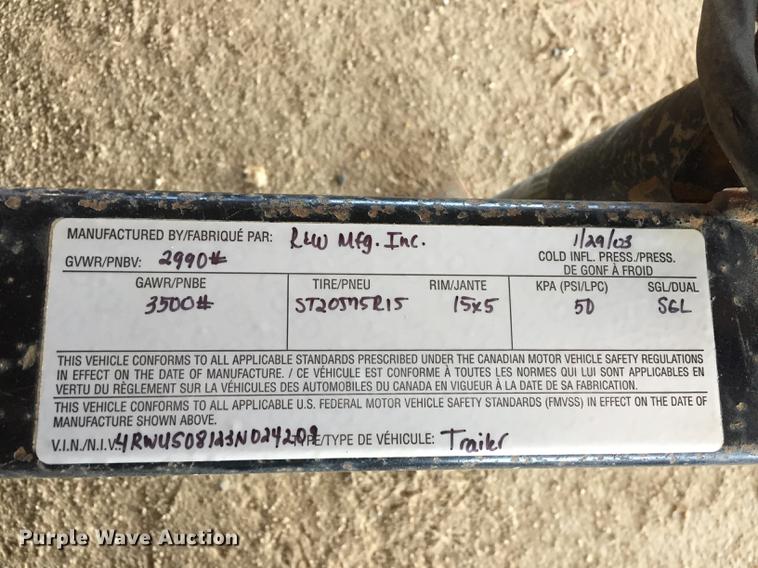 MANUFACTURED BY/FABRIQUÉ PAR: R&W Mfg. Inc. 1/29/03
GVWR/PNBV: 2990# COLD INFL. PRESS./PRESS.
DE GONF À FROID
GAWR/PNBE TIRE/PNEU RIM/JANTE KPA (PSI/LPC) SGL/DUAL
3500# ST20575R15 15x5 50 SGL
THIS VEHICLE CONFORMS TO ALL APPLICABLE STANDARDS PRESCRIBED UNDER THE CANADIAN MOTOR VEHICLE SAFETY REGULATIONS
IN EFFECT ON THE DATE OF MANUFACTURE. / CE VÉHICULE EST CONFORME À TOUTES LES NORMES QUI LUI SONT APPLICABLES EN
VERTU DU RÈGLEMENT SUR LA VÉHICULES DES AUTOMOBILES DU CANADA EN VIGUEUR À LA DATE DE SA FABRICATION.
THIS VEHICLE CONFORMS TO ALL APPLICABLE U.S. FEDERAL MOTOR VEHICLE SAFETY STANDARDS (FMVSS) IN EFFECT ON THE DATE OF
MANUFACTURE SHOWN ABOVE.
V.I.N./N.I.V.: /TYPE DE VÉHICULE: Trailer
Purple Wave Auction